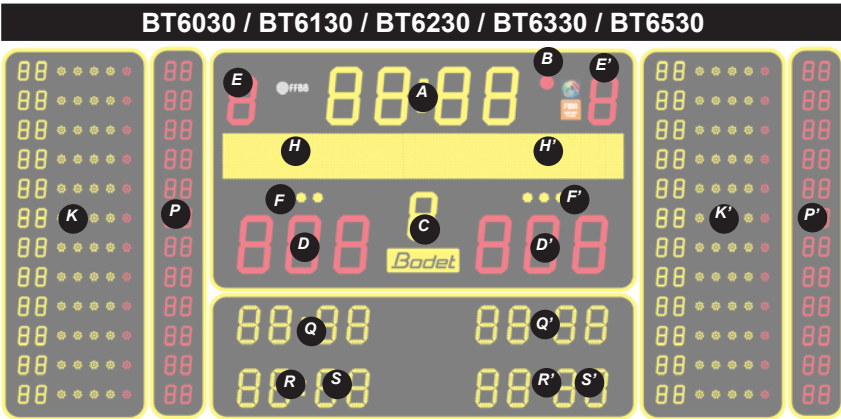 BT6030 / BT6130 / BT6230 / BT6330 / BT6530
E FFBB A B E'
FIBA
H H'
F F'
K P C K' P'
D D'
Bodet
Q Q'
R S R' S'